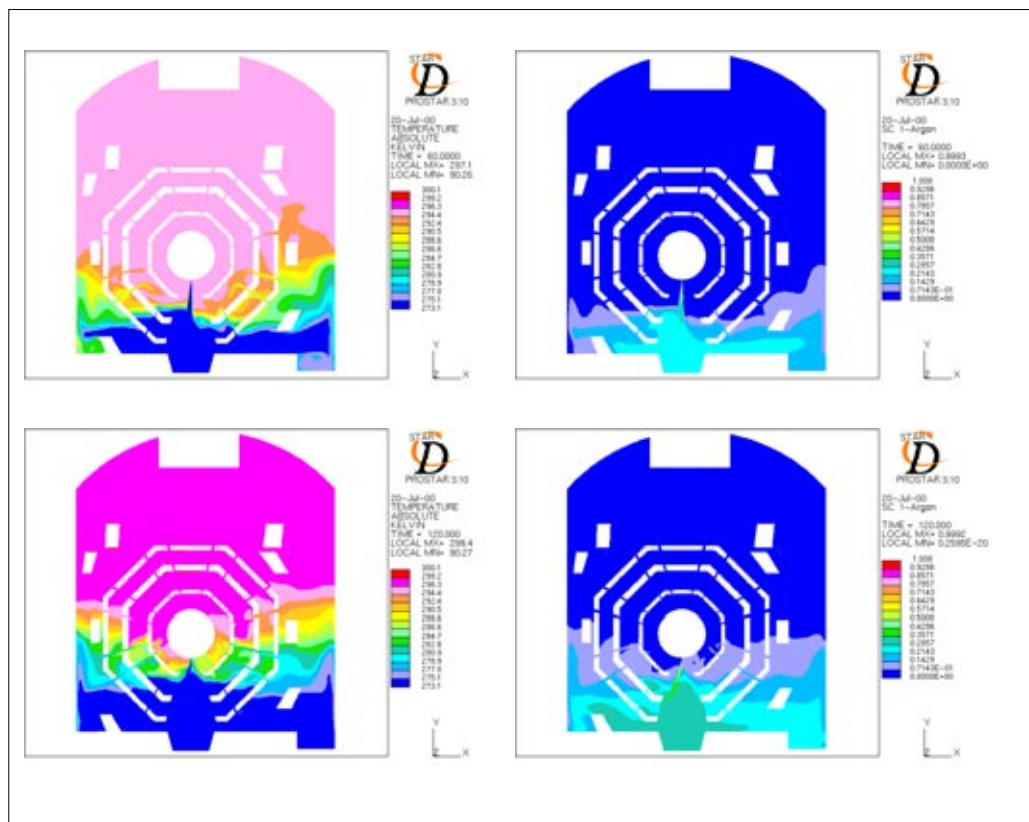 STAR
CD
PROSTAR 3.10
20-Jul-00
TEMPERATURE
ABSOLUTE
KELVIN
TIME = 60.0000
LOCAL MX= 297.1
LOCAL MN= 90.26
300.1
298.2
296.3
294.4
292.4
290.5
288.6
286.6
284.7
282.8
280.9
278.9
277.0
275.1
273.1
Y
Z X
STAR
CD
PROSTAR 3.10
20-Jul-00
SC 1-Argon
TIME = 60.0000
LOCAL MX= 0.9993
LOCAL MN= 0.0000E+00
1.000
0.9286
0.8571
0.7857
0.7143
0.6429
0.5714
0.5000
0.4286
0.3571
0.2857
0.2143
0.1429
0.7143E-01
0.0000E+00
Y
Z X
STAR
CD
PROSTAR 3.10
20-Jul-00
TEMPERATURE
ABSOLUTE
KELVIN
TIME = 120.000
LOCAL MN= 90.27
300.1
298.2
296.3
294.4
292.4
290.5
288.6
286.6
284.7
282.8
280.9
278.9
277.0
275.1
273.1
Y
Z X
STAR
CD
PROSTAR 3.10
20-Jul-00
SC 1-Argon
TIME = 120.000
LOCAL MX= 0.9992
1.000
0.9286
0.8571
0.7857
0.7143
0.6429
0.5714
0.5000
0.4286
0.3571
0.2857
0.2143
0.1429
0.7143E-01
0.0000E+00
Y
Z X